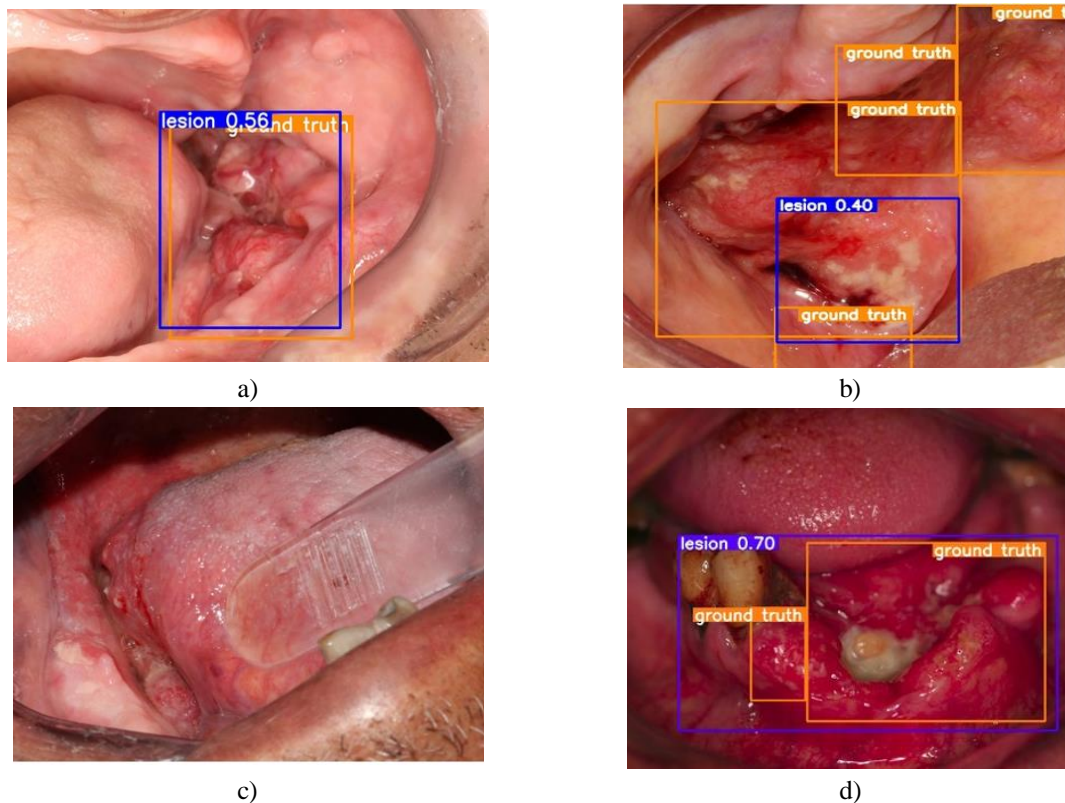 lesion 0.56
ground truth
ground t
ground truth
ground truth
lesion 0.40
ground truth
a)
b)
lesion 0.70
ground truth
ground truth
c)
d)